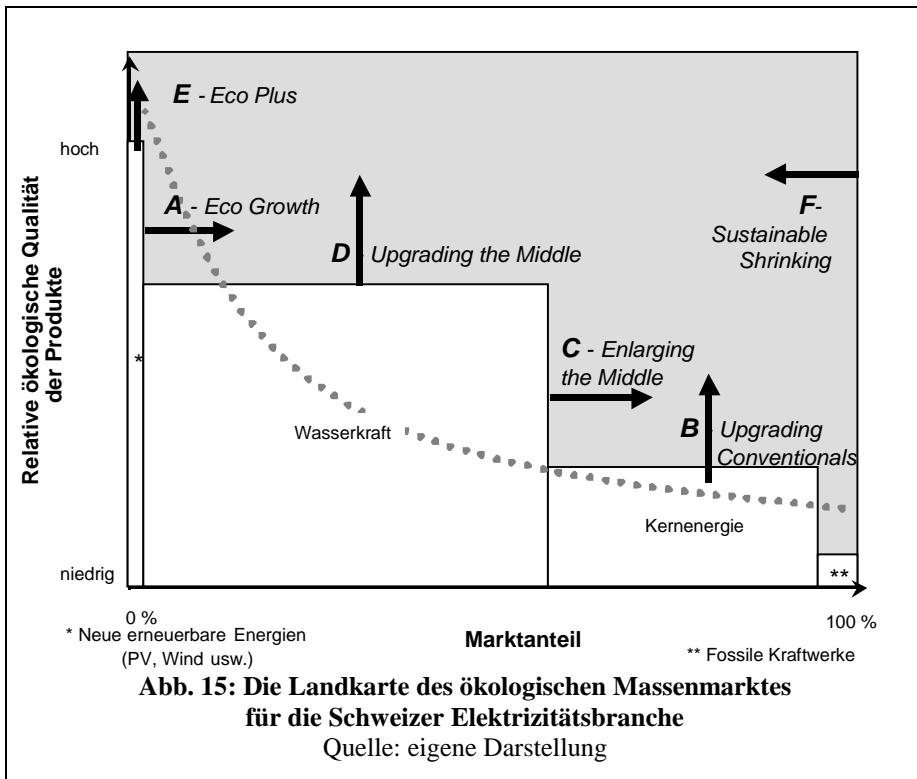 E - Eco Plus
hoch
A - Eco Growth
F-
Sustainable
Shrinking
D - Upgrading the Middle
Relative ökologische Qualität
der Produkte
*
C - Enlarging
the Middle
Wasserkraft
B - Upgrading
Conventionals
Kernenergie
niedrig
**
0 %
100 %
* Neue erneuerbare Energien
(PV, Wind usw.)
Marktanteil
** Fossile Kraftwerke
Abb. 15: Die Landkarte des ökologischen Massenmarktes
für die Schweizer Elektrizitätsbranche
Quelle: eigene Darstellung